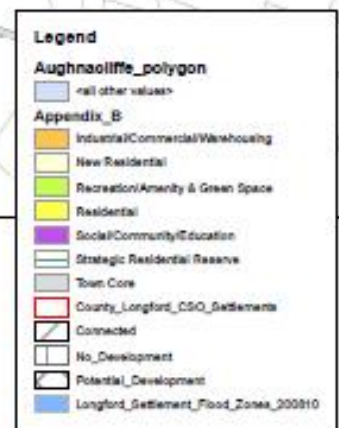 Legend
Aughnacliffe_polygon
<all other values>
Appendix_B
Industrial/Commercial/Warehousing
New Residential
Recreation/Amenity & Green Space
Residential
Social/Community/Education
Strategic Residential Reserve
Town Core
County_Longford_CSO_Settlements
Connected
No_Development
Potential_Development
Longford_Settlement_Flood_Zones_200810